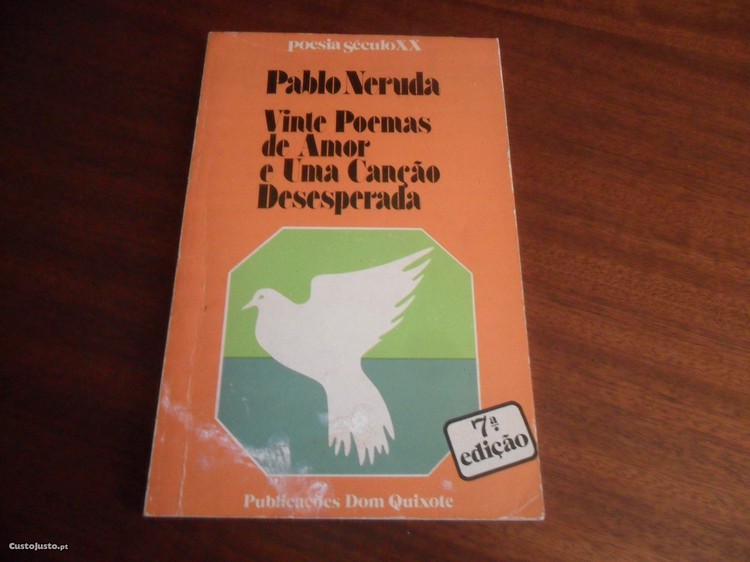 poesia século XX
Pablo Neruda
Vinte Poemas
de Amor
e Uma Canção
Desesperada
7ª
edição
Publicações Dom Quixote
CustoJusto.pt